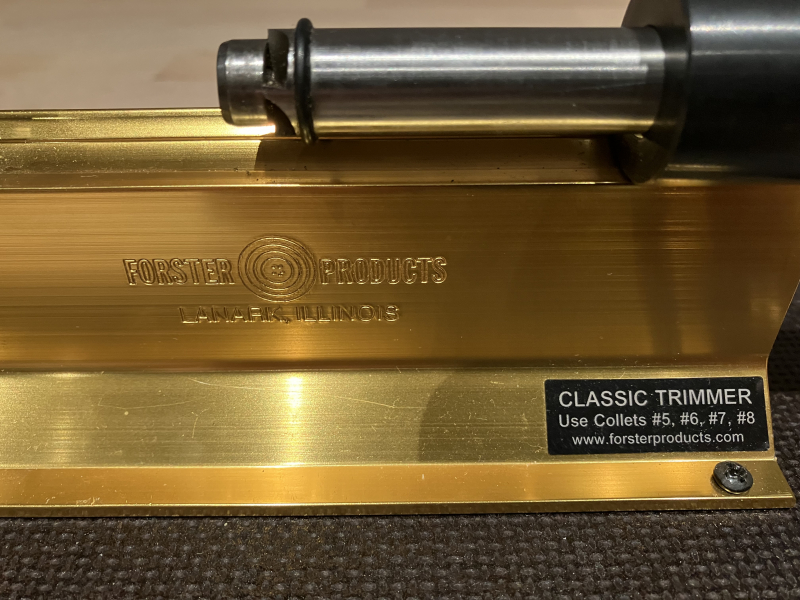 FORSTER PRODUCTS
LANARK, ILLINOIS
CLASSIC TRIMMER
Use Collets #5, #6, #7, #8
www.forsterproducts.com